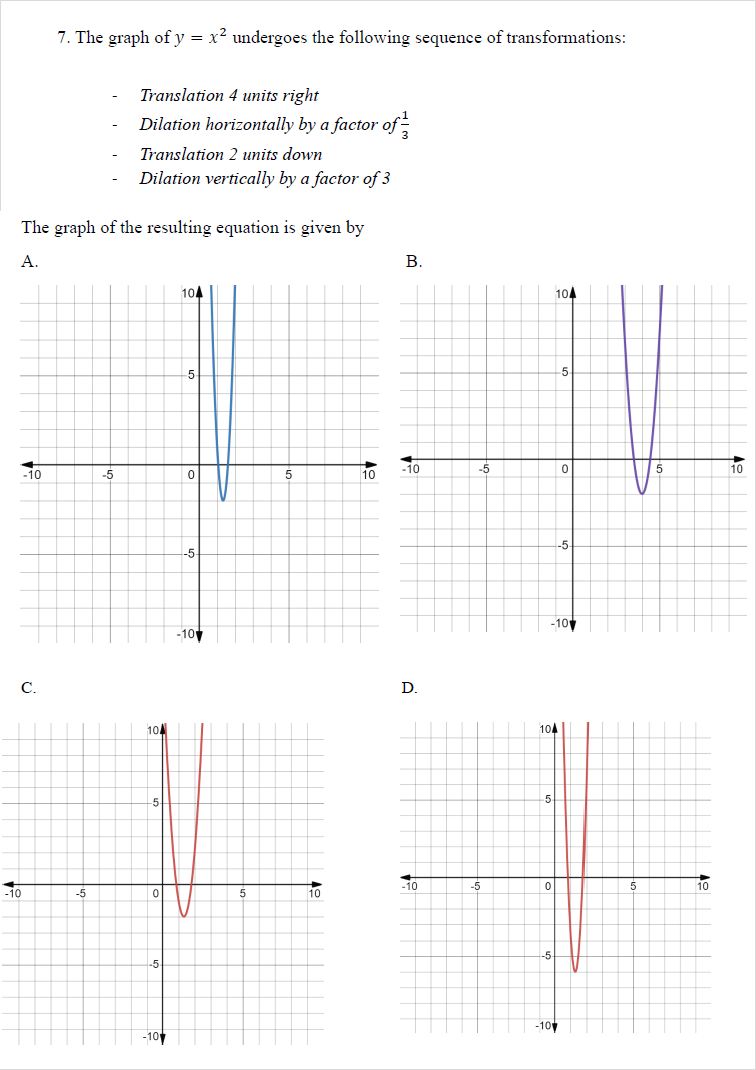 7. The graph of y = x² undergoes the following sequence of transformations:
- Translation 4 units right
- Dilation horizontally by a factor of 1/3
- Translation 2 units down
- Dilation vertically by a factor of 3
The graph of the resulting equation is given by
A. B.
10 10
5 5
-10 -5 0 5 10 -10 -5 0 5 10
-5 -5
-10 -10
C. D.
10 10
5 5
-10 -5 0 5 10 -10 -5 0 5 10
-5 -5
-10 -10